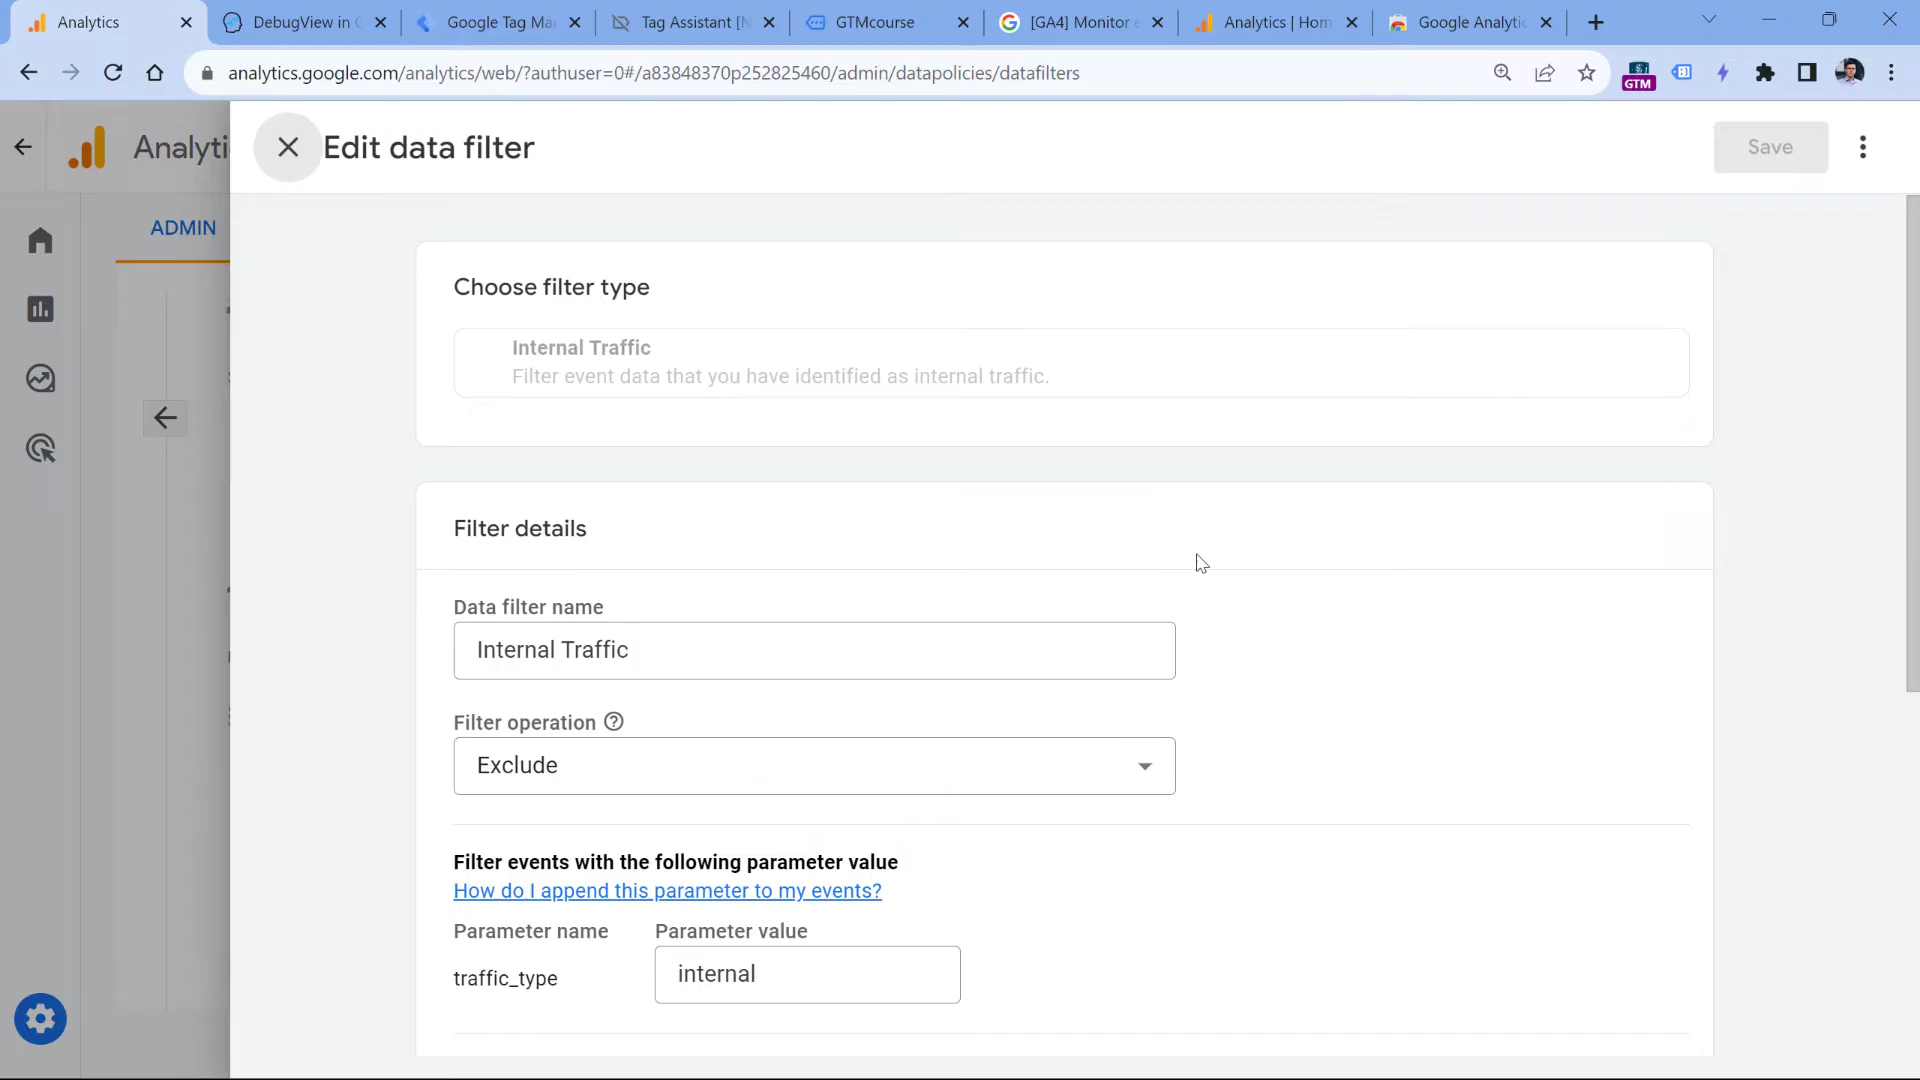 Analytics
DebugView in G
Google Tag Ma
Tag Assistant [N
GTMcourse
[GA4] Monitor e
Analytics | Hom
Google Analytic
analytics.google.com/analytics/web/?authuser=0#/a83848370p252825460/admin/datapolicies/datafilters
GTM
Analyti
Edit data filter
Save
ADMIN
Choose filter type
Internal Traffic
Filter event data that you have identified as internal traffic.
Filter details
Data filter name
Internal Traffic
Filter operation
Exclude
Filter events with the following parameter value
How do I append this parameter to my events?
Parameter name
Parameter value
traffic_type
internal